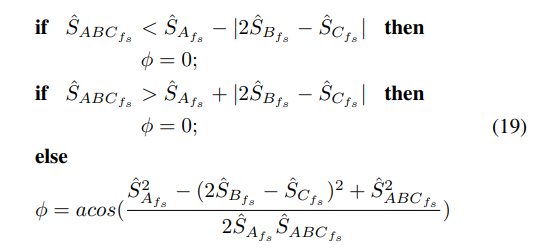 if Ŝ_{ABC_{fs}} < Ŝ_{A_{fs}} − |2Ŝ_{B_{fs}} − Ŝ_{C_{fs}}| then
ϕ = 0;
if Ŝ_{ABC_{fs}} > Ŝ_{A_{fs}} + |2Ŝ_{B_{fs}} − Ŝ_{C_{fs}}| then
ϕ = 0;
(19)
else
ϕ = acos(\frac{Ŝ²_{A_{fs}} − (2Ŝ_{B_{fs}} − Ŝ_{C_{fs}})² + Ŝ²_{ABC_{fs}}}{2Ŝ_{A_{fs}}Ŝ_{ABC_{fs}}})